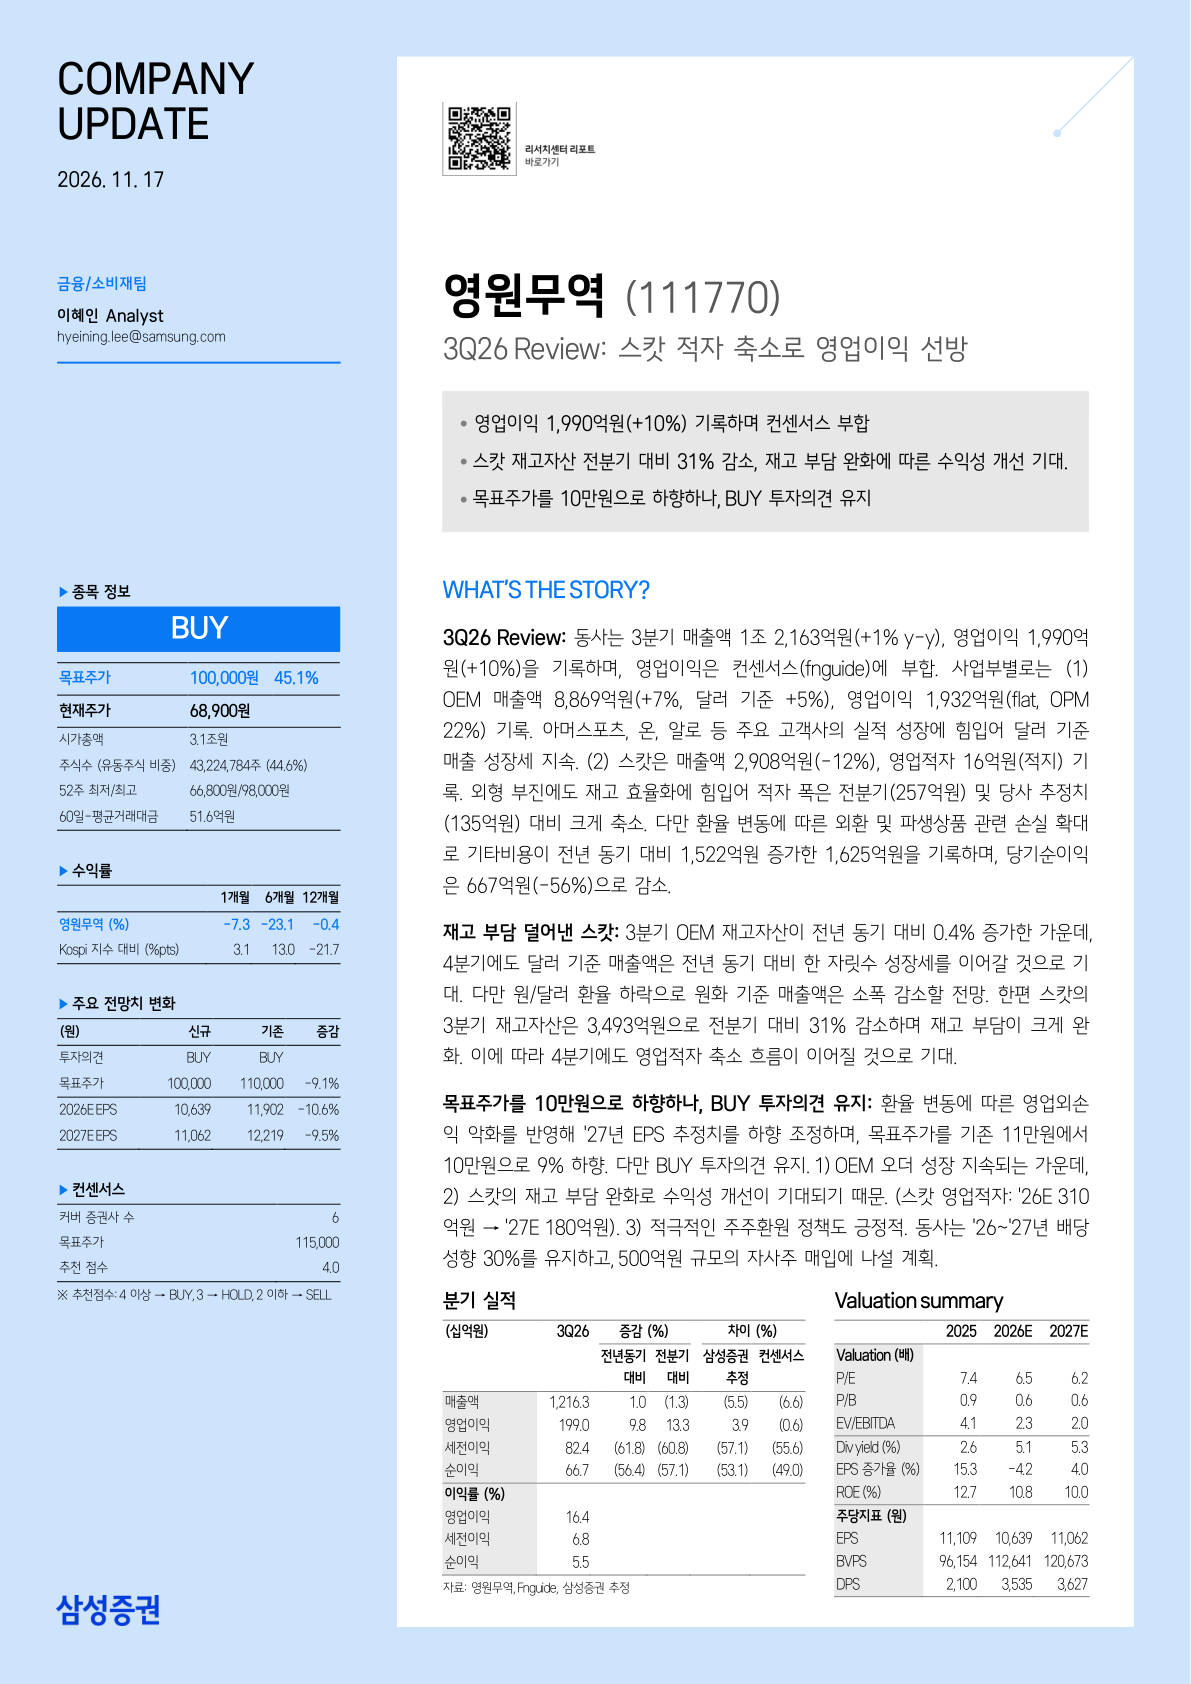 COMPANY
UPDATE
2026. 11. 17
금융/소비재팀
이혜인 Analyst
hyeining.lee@samsung.com
▶ 종목 정보
BUY
목표주가 100,000원 45.1%
현재주가 68,900원
시가총액 3.1조원
주식수 (유동주식 비중) 43,224,784주 (44.6%)
52주 최저/최고 66,800원/98,000원
60일-평균거래대금 51.6억원
▶ 수익률
1개월 6개월 12개월
영원무역 (%) -7.3 -23.1 -0.4
Kospi 지수 대비 (%pts) 3.1 13.0 -21.7
▶ 주요 전망치 변화
(원) 신규 기존 증감
투자의견 BUY BUY
목표주가 100,000 110,000 -9.1%
2026E EPS 10,639 11,902 -10.6%
2027E EPS 11,062 12,219 -9.5%
▶ 컨센서스
커버 증권사 수 6
목표주가 115,000
추천 점수 4.0
※ 추천점수: 4 이상 → BUY, 3 → HOLD, 2 이하 → SELL
삼성증권
리서치센터 리포트
바로가기
영원무역 (111770)
3Q26 Review: 스캇 적자 축소로 영업이익 선방
• 영업이익 1,990억원(+10%) 기록하며 컨센서스 부합
• 스캇 재고자산 전분기 대비 31% 감소, 재고 부담 완화에 따른 수익성 개선 기대.
• 목표주가를 10만원으로 하향하나, BUY 투자의견 유지
WHAT'S THE STORY?
3Q26 Review: 동사는 3분기 매출액 1조 2,163억원(+1% y-y), 영업이익 1,990억
원(+10%)을 기록하며, 영업이익은 컨센서스(fnguide)에 부합. 사업부별로는 (1)
OEM 매출액 8,869억원(+7%, 달러 기준 +5%), 영업이익 1,932억원(flat, OPM
22%) 기록. 아머스포츠, 온, 알로 등 주요 고객사의 실적 성장에 힘입어 달러 기준
매출 성장세 지속. (2) 스캇은 매출액 2,908억원(-12%), 영업적자 16억원(적지) 기
록. 외형 부진에도 재고 효율화에 힘입어 적자 폭은 전분기(257억원) 및 당사 추정치
(135억원) 대비 크게 축소. 다만 환율 변동에 따른 외환 및 파생상품 관련 손실 확대
로 기타비용이 전년 동기 대비 1,522억원 증가한 1,625억원을 기록하며, 당기순이익
은 667억원(-56%)으로 감소.
재고 부담 덜어낸 스캇: 3분기 OEM 재고자산이 전년 동기 대비 0.4% 증가한 가운데,
4분기에도 달러 기준 매출액은 전년 동기 대비 한 자릿수 성장세를 이어갈 것으로 기
대. 다만 원/달러 환율 하락으로 원화 기준 매출액은 소폭 감소할 전망. 한편 스캇의
3분기 재고자산은 3,493억원으로 전분기 대비 31% 감소하며 재고 부담이 크게 완
화. 이에 따라 4분기에도 영업적자 축소 흐름이 이어질 것으로 기대.
목표주가를 10만원으로 하향하나, BUY 투자의견 유지: 환율 변동에 따른 영업외손
익 악화를 반영해 '27년 EPS 추정치를 하향 조정하며, 목표주가를 기존 11만원에서
10만원으로 9% 하향. 다만 BUY 투자의견 유지. 1) OEM 오더 성장 지속되는 가운데,
2) 스캇의 재고 부담 완화로 수익성 개선이 기대되기 때문. (스캇 영업적자: '26E 310
억원 → '27E 180억원). 3) 적극적인 주주환원 정책도 긍정적. 동사는 '26~'27년 배당
성향 30%를 유지하고, 500억원 규모의 자사주 매입에 나설 계획.
분기 실적
(십억원) 3Q26 증감 (%) 차이 (%)
전년동기 전분기 삼성증권 컨센서스
대비 대비 추정
매출액 1,216.3 1.0 (1.3) (5.5) (6.6)
영업이익 199.0 9.8 13.3 3.9 (0.6)
세전이익 82.4 (61.8) (60.8) (57.1) (55.6)
순이익 66.7 (56.4) (57.1) (53.1) (49.0)
이익률 (%)
영업이익 16.4
세전이익 6.8
순이익 5.5
자료: 영원무역, Fnguide, 삼성증권 추정
Valuation summary
2025 2026E 2027E
Valuation (배)
P/E 7.4 6.5 6.2
P/B 0.9 0.6 0.6
EV/EBITDA 4.1 2.3 2.0
Div yield (%) 2.6 5.1 5.3
EPS 증가율 (%) 15.3 -4.2 4.0
ROE (%) 12.7 10.8 10.0
주당지표 (원)
EPS 11,109 10,639 11,062
BVPS 96,154 112,641 120,673
DPS 2,100 3,535 3,627